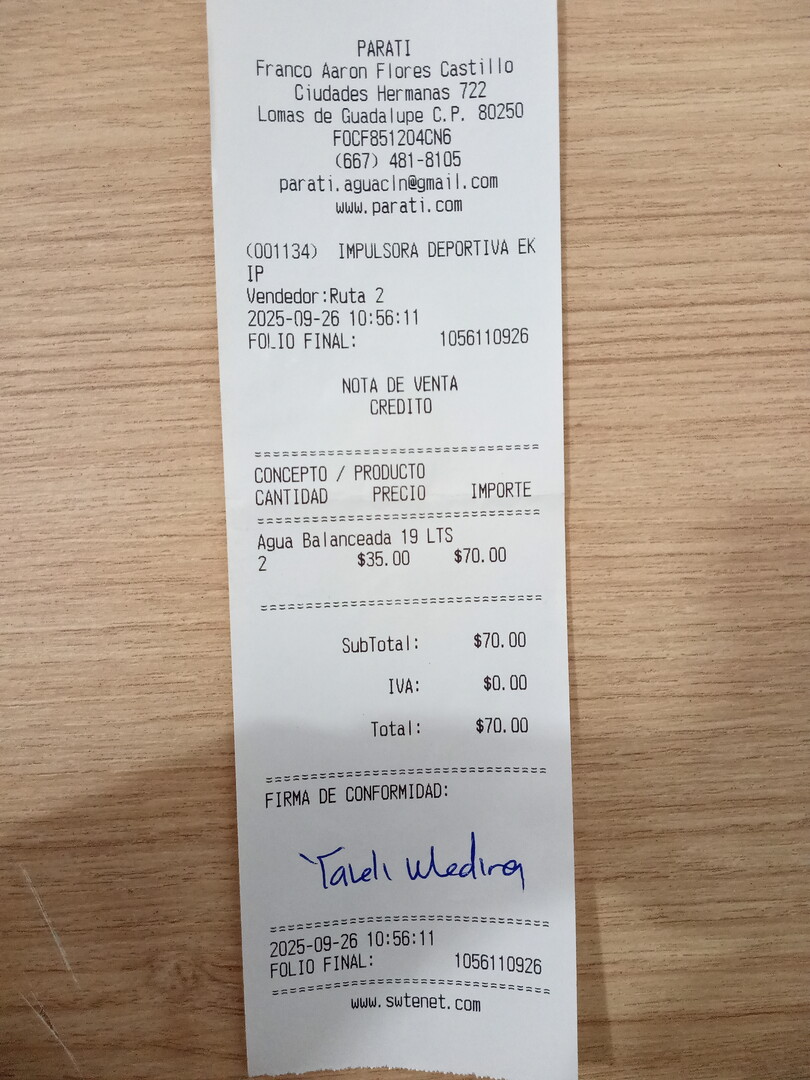 PARATI
Franco Aaron Flores Castillo
Ciudades Hermanas 722
Lomas de Guadalupe C.P. 80250
FOCF851204CN6
(667) 481-8105
parati.aguacln@gmail.com
www.parati.com
(001134) IMPULSORA DEPORTIVA EK
IP
Vendedor:Ruta 2
2025-09-26 10:56:11
FOLIO FINAL: 1056110926
NOTA DE VENTA
CREDITO
==================================
CONCEPTO / PRODUCTO
CANTIDAD PRECIO IMPORTE
==================================
Agua Balanceada 19 LTS
2 $35.00 $70.00
==================================
SubTotal: $70.00
IVA: $0.00
Total: $70.00
==================================
FIRMA DE CONFORMIDAD:
Medina
==================================
2025-09-26 10:56:11
FOLIO FINAL: 1056110926
==================================
www.swtenet.com